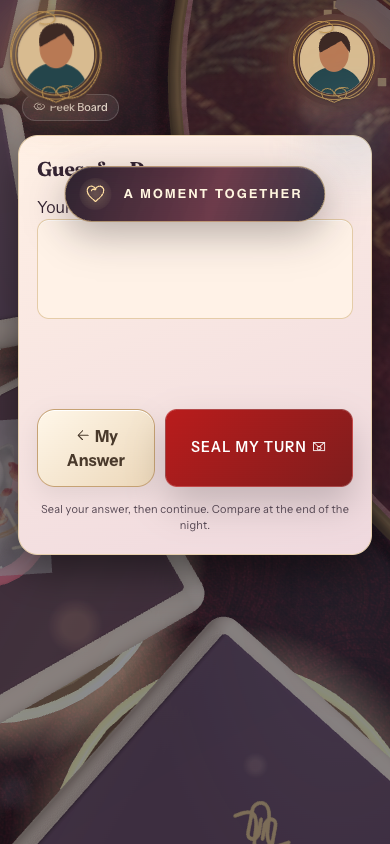 Peek Board
A MOMENT TOGETHER
← My
Answer
SEAL MY TURN
Seal your answer, then continue. Compare at the end of the
night.